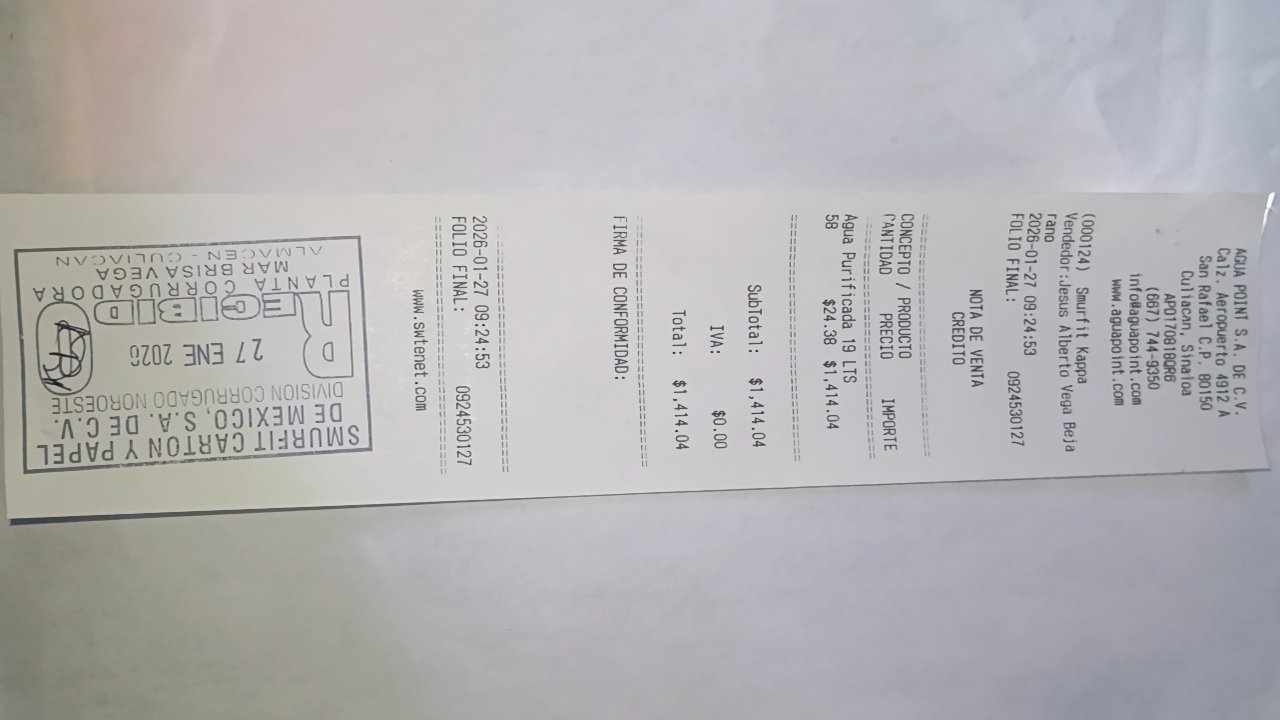 AGUA POINT S.A. DE C.V.
Calz. Aeropuerto 4912 A
San Rafael C.P. 80150
Culiacan, Sinaloa
APO170818QR6
(667) 744-9350
info@aguapoint.com
www.aguapoint.com
(000124) Smurfit Kappa
Vendedor:Jesus Alberto Vega Beja
rano
2026-01-27 09:24:53
FOLIO FINAL: 0924530127
NOTA DE VENTA
CREDITO
CONCEPTO / PRODUCTO
CANTIDAD PRECIO IMPORTE
Agua Purificada 19 LTS
58 $24.38 $1,414.04
SubTotal: $1,414.04
IVA: $0.00
Total: $1,414.04
FIRMA DE CONFORMIDAD:
2026-01-27 09:24:53
FOLIO FINAL: 0924530127
www.swtenet.com
SMURFIT CARTON Y PAPEL
DE MEXICO, S.A. DE C.V.
DIVISION CORRUGADO NOROESTE
27 ENE 2026
RECIBIDO
PLANTA CORRUGADORA
MAR BRISA VEGA
ALMACEN - CULIACAN